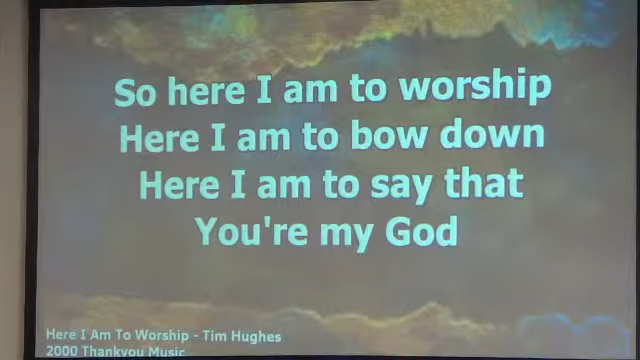 So here I am to worship
Here I am to bow down
Here I am to say that
You're my God
Here I Am To Worship - Tim Hughes
2000 Thankyou Music